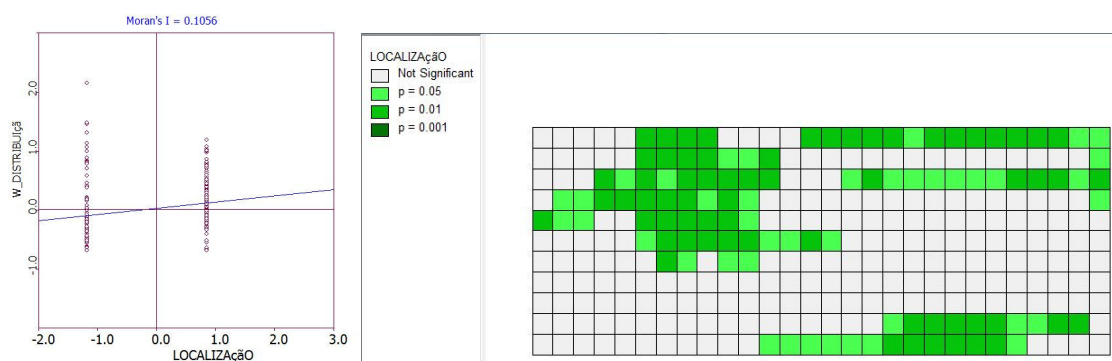 Moran's I = 0.1056
W_DISTRIBUIçã
2.0
1.0
0.0
-1.0
-2.0 -1.0 0.0 1.0 2.0 3.0
LOCALIZAçãO
LOCALIZAçãO
Not Significant
p = 0.05
p = 0.01
p = 0.001